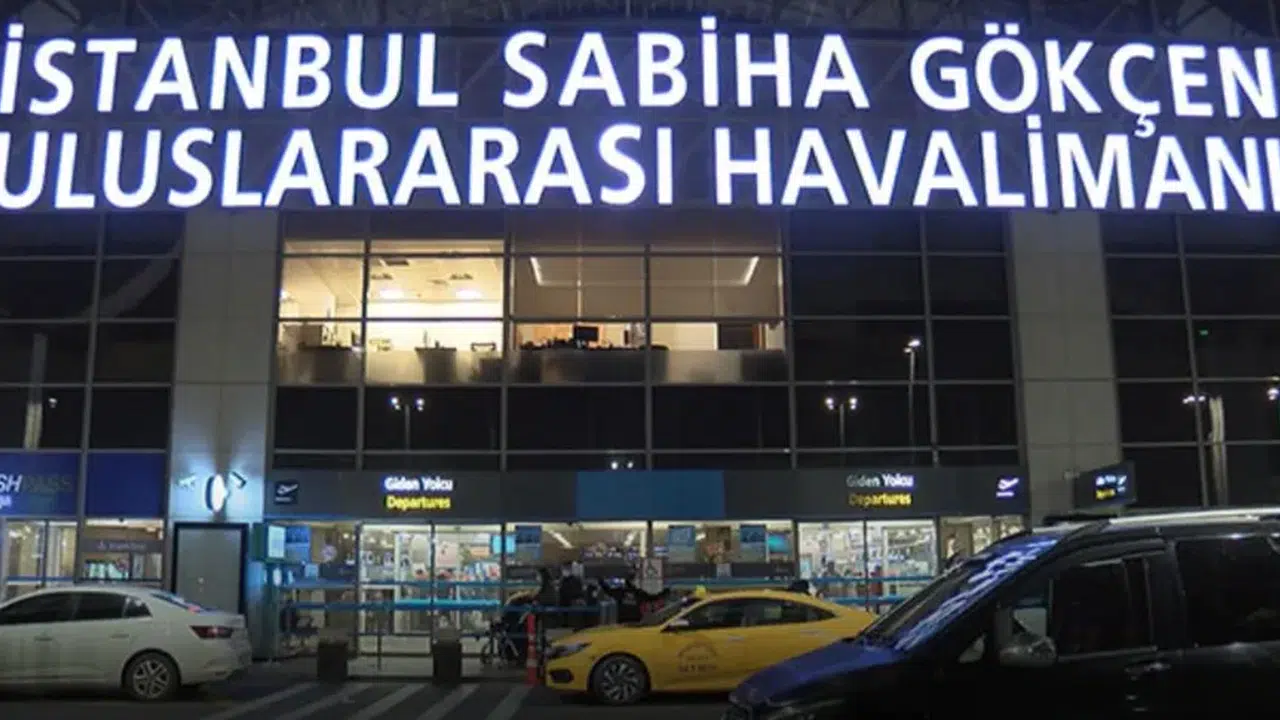 İSTANBUL SABİHA GÖKÇEN
ULUSLARARASI HAVALİMANI
Giden Yolcu
Departures
Giden Yolcu
Departures